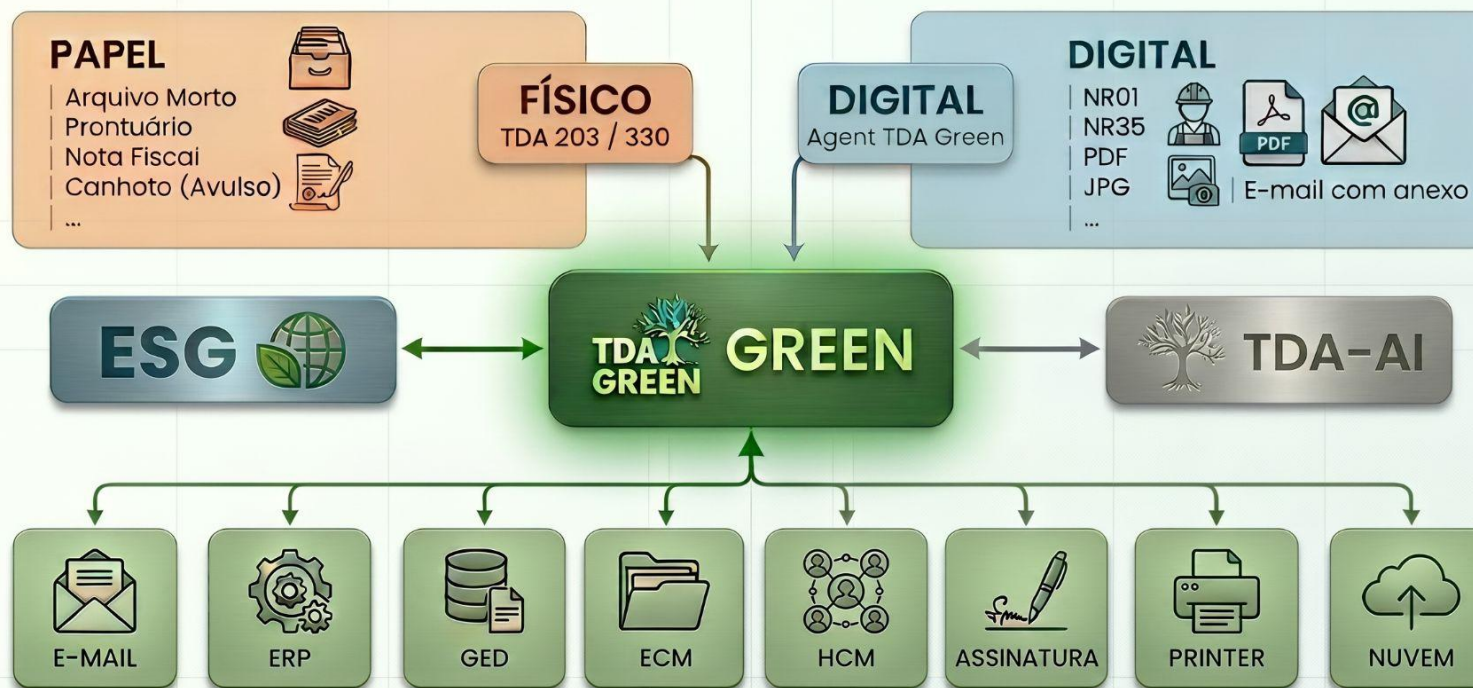 PAPEL
Arquivo Morto
Prontuário
Nota Fiscai
Canhoto (Avulso)
...
FÍSICO
TDA 203 / 330
DIGITAL
Agent TDA Green
DIGITAL
NR01
NR35
PDF
JPG
...
PDF
@
E-mail com anexo
ESG
TDA
GREEN
GREEN
TDA-AI
E-MAIL
ERP
GED
ECM
HCM
ASSINATURA
PRINTER
NUVEM